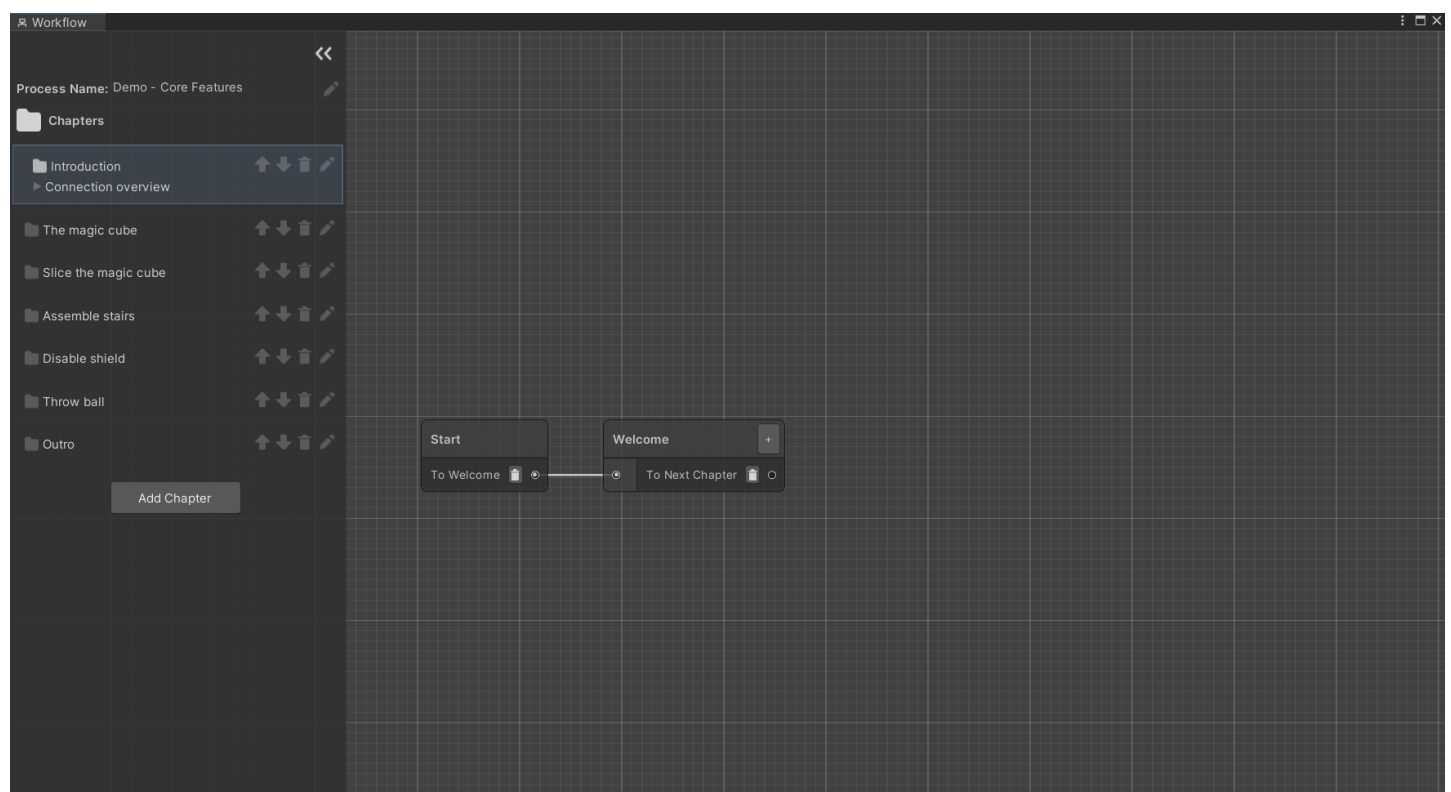 Workflow
Process Name: Demo - Core Features
Chapters
Introduction
Connection overview
The magic cube
Slice the magic cube
Assemble stairs
Disable shield
Throw ball
Outro
Add Chapter
Start
To Welcome
Welcome
+
To Next Chapter